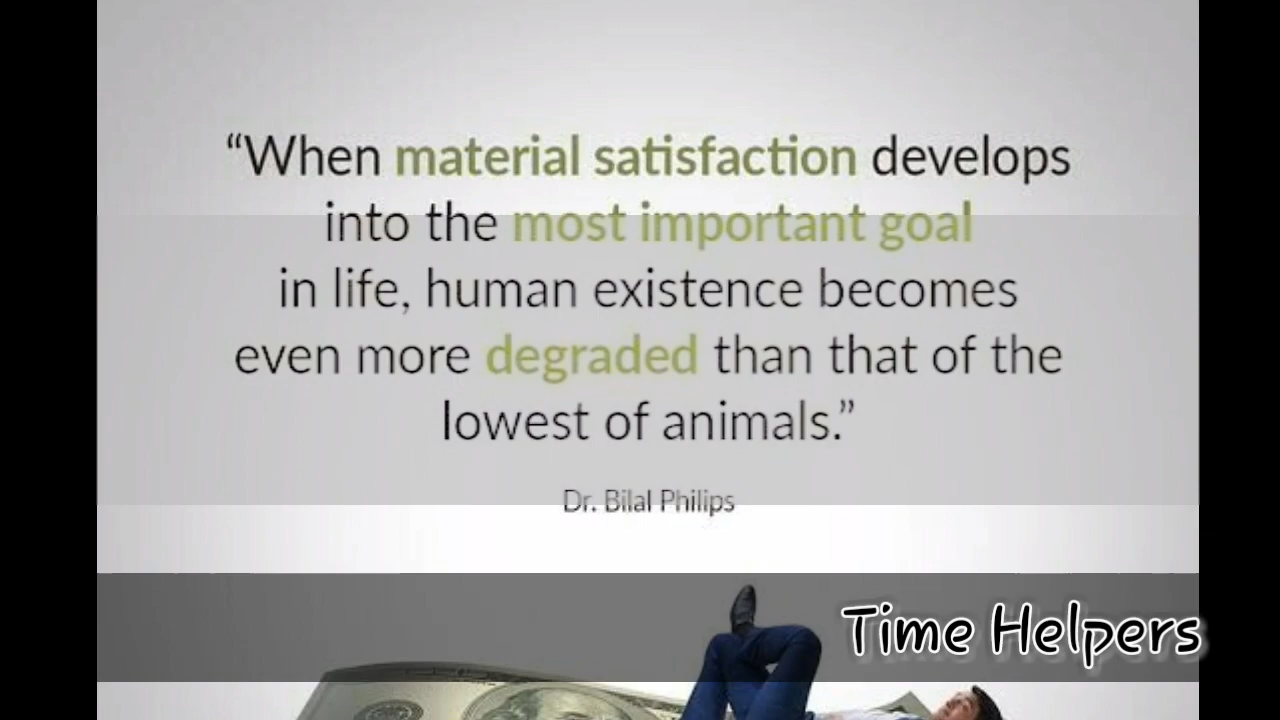 “When material satisfaction develops
into the most important goal
in life, human existence becomes
even more degraded than that of the
lowest of animals.”
Dr. Bilal Philips
Time Helpers